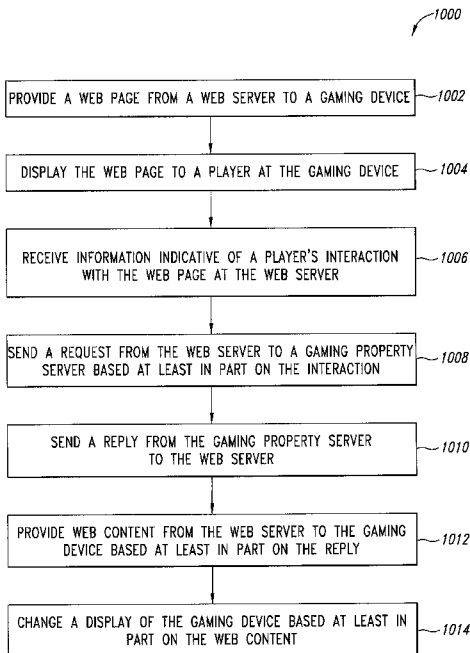 1000
PROVIDE A WEB PAGE FROM A WEB SERVER TO A GAMING DEVICE
1002
DISPLAY THE WEB PAGE TO A PLAYER AT THE GAMING DEVICE
1004
RECEIVE INFORMATION INDICATIVE OF A PLAYER'S INTERACTION
WITH THE WEB PAGE AT THE WEB SERVER
1006
SEND A REQUEST FROM THE WEB SERVER TO A GAMING PROPERTY
SERVER BASED AT LEAST IN PART ON THE INTERACTION
1008
SEND A REPLY FROM THE GAMING PROPERTY SERVER
TO THE WEB SERVER
1010
PROVIDE WEB CONTENT FROM THE WEB SERVER TO THE GAMING
DEVICE BASED AT LEAST IN PART ON THE REPLY
1012
CHANGE A DISPLAY OF THE GAMING DEVICE BASED AT LEAST IN
PART ON THE WEB CONTENT
1014